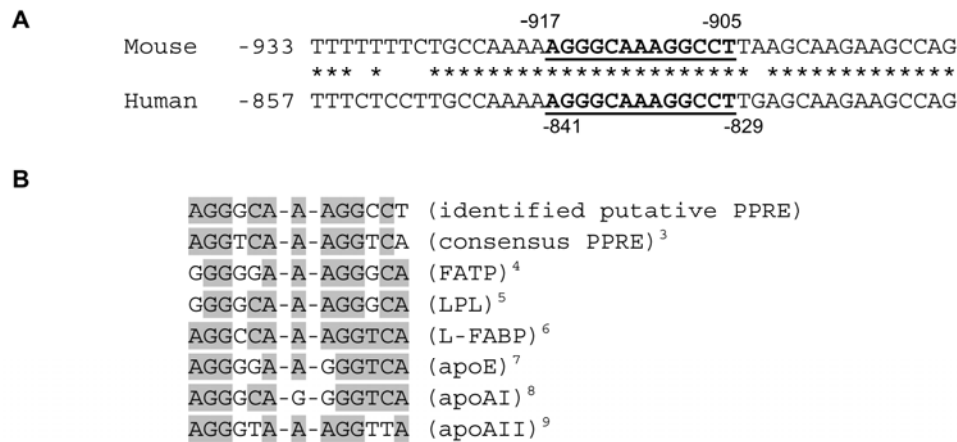 A
-917 -905
Mouse -933 TTTTTTTCTGCCAAAAAGGGCAAAGGCCTTAAGCAAGAAGCCAG
*** *   ********************** *************
Human -857 TTTCTCCTTGCCAAAAAGGGCAAAGGCCTTGAGCAAGAAGCCAG
-841 -829
B
AGGGCA-A-AGGCCT (identified putative PPRE)
AGGTCA-A-AGGTCA (consensus PPRE)³
GGGGGA-A-AGGGCA (FATP)⁴
GGGGCA-A-AGGGCA (LPL)⁵
AGGCCA-A-AGGTCA (L-FABP)⁶
AGGGGA-A-GGGTCA (apoE)⁷
AGGGCA-G-GGGTCA (apoAI)⁸
AGGGTA-A-AGGTTA (apoAII)⁹